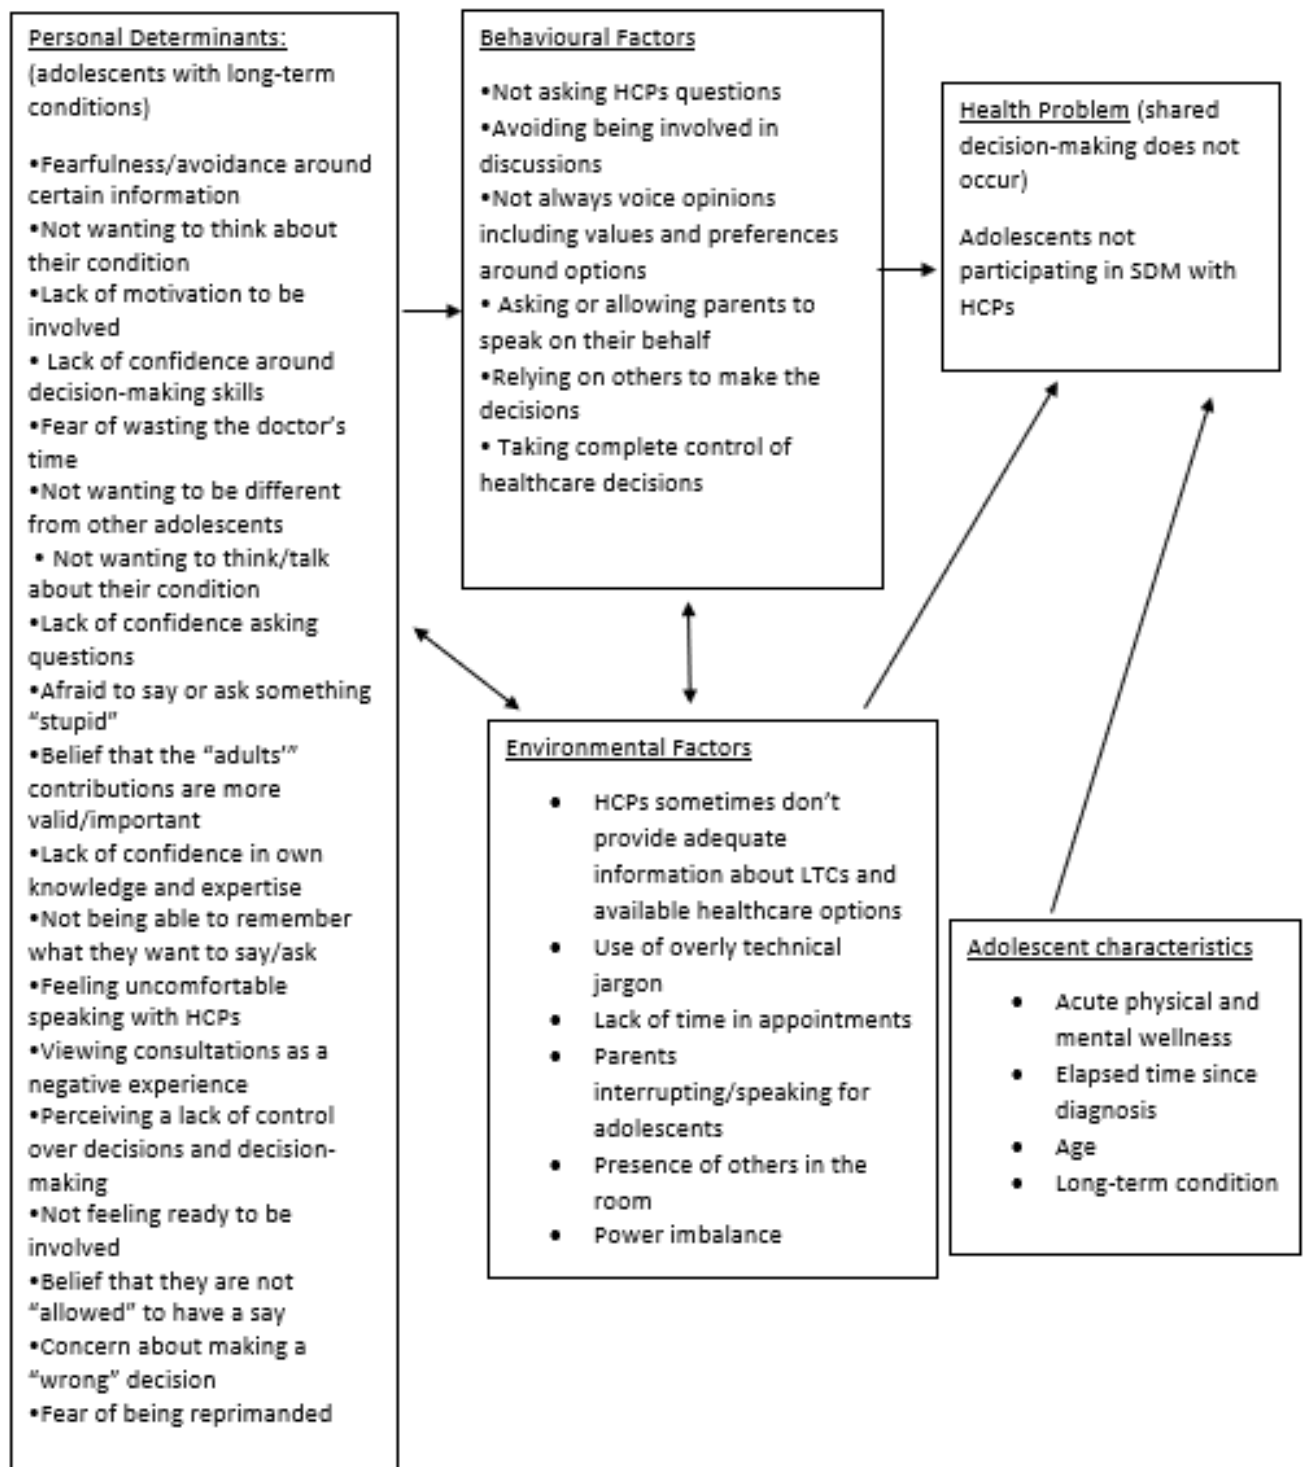 Personal Determinants:
(adolescents with long-term
conditions)
•Fearfulness/avoidance around
certain information
•Not wanting to think about
their condition
•Lack of motivation to be
involved
• Lack of confidence around
decision-making skills
•Fear of wasting the doctor’s
time
•Not wanting to be different
from other adolescents
• Not wanting to think/talk
about their condition
•Lack of confidence asking
questions
•Afraid to say or ask something
“stupid”
•Belief that the “adults’”
contributions are more
valid/important
•Lack of confidence in own
knowledge and expertise
•Not being able to remember
what they want to say/ask
•Feeling uncomfortable
speaking with HCPs
•Viewing consultations as a
negative experience
•Perceiving a lack of control
over decisions and decision-
making
•Not feeling ready to be
involved
•Belief that they are not
“allowed” to have a say
•Concern about making a
“wrong” decision
•Fear of being reprimanded
Behavioural Factors
•Not asking HCPs questions
•Avoiding being involved in
discussions
•Not always voice opinions
including values and preferences
around options
• Asking or allowing parents to
speak on their behalf
•Relying on others to make the
decisions
• Taking complete control of
healthcare decisions
Health Problem (shared
decision-making does not
occur)
Adolescents not
participating in SDM with
HCPs
Environmental Factors
• HCPs sometimes don’t
provide adequate
information about LTCs and
available healthcare options
• Use of overly technical
jargon
• Lack of time in appointments
• Parents
interrupting/speaking for
adolescents
• Presence of others in the
room
• Power imbalance
Adolescent characteristics
• Acute physical and
mental wellness
• Elapsed time since
diagnosis
• Age
• Long-term condition